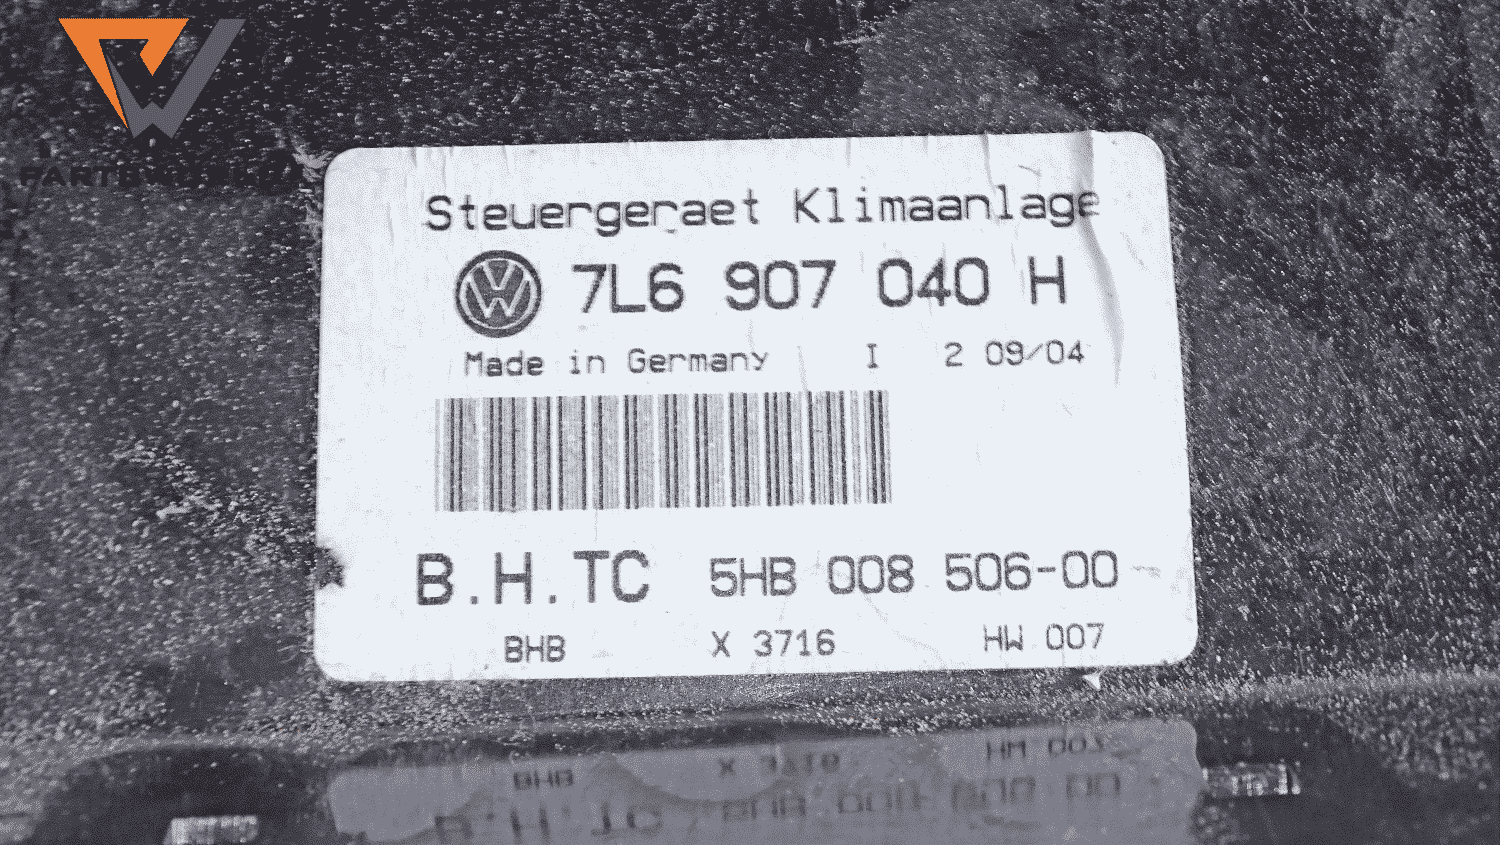 Steuergeraet Klimaanlage
7L6 907 040 H
Made in Germany I 2 09/04
B.H.TC 5HB 008 506-00
BHB X 3716 HW 007